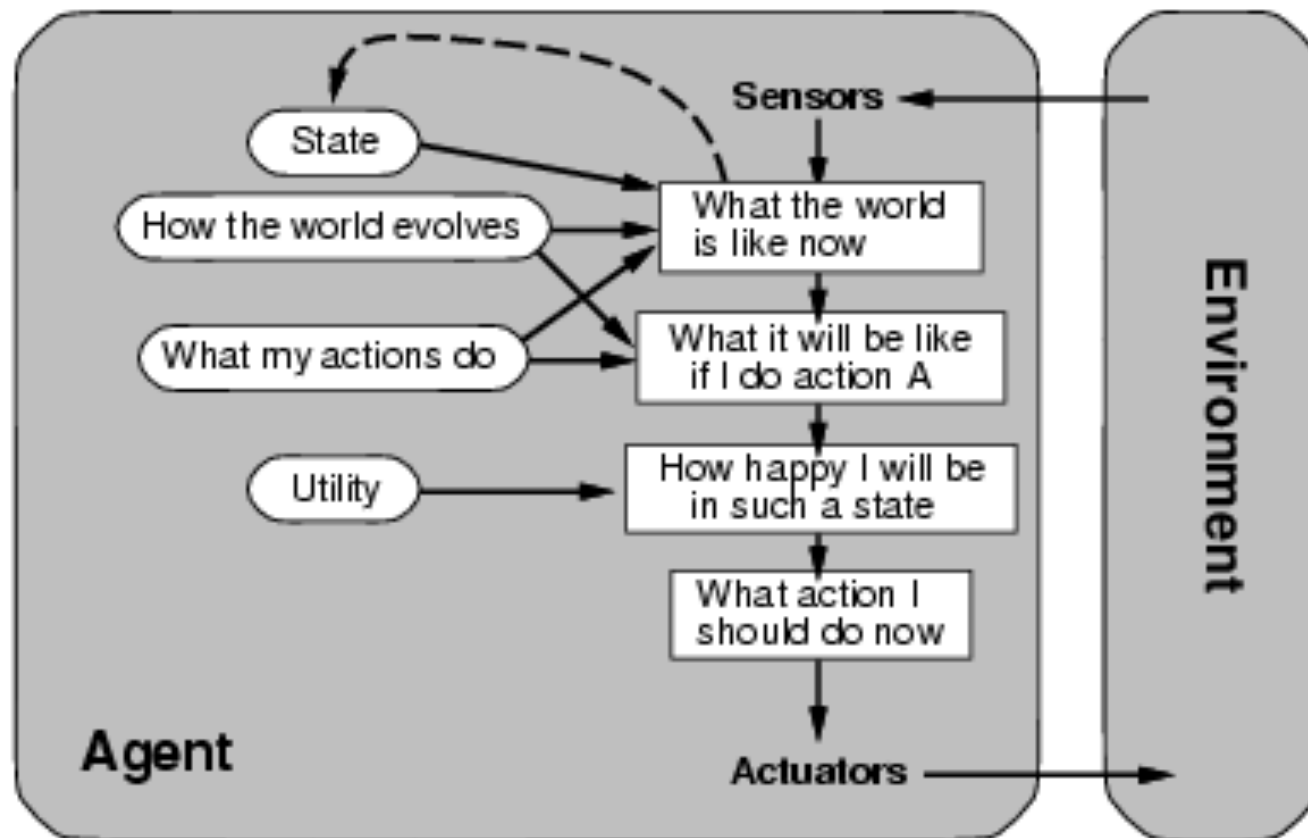 Sensors
State
What the world
is like now
How the world evolves
What it will be like
if I do action A
What my actions do
How happy I will be
in such a state
Utility
What action I
should do now
Agent
Actuators
Environment